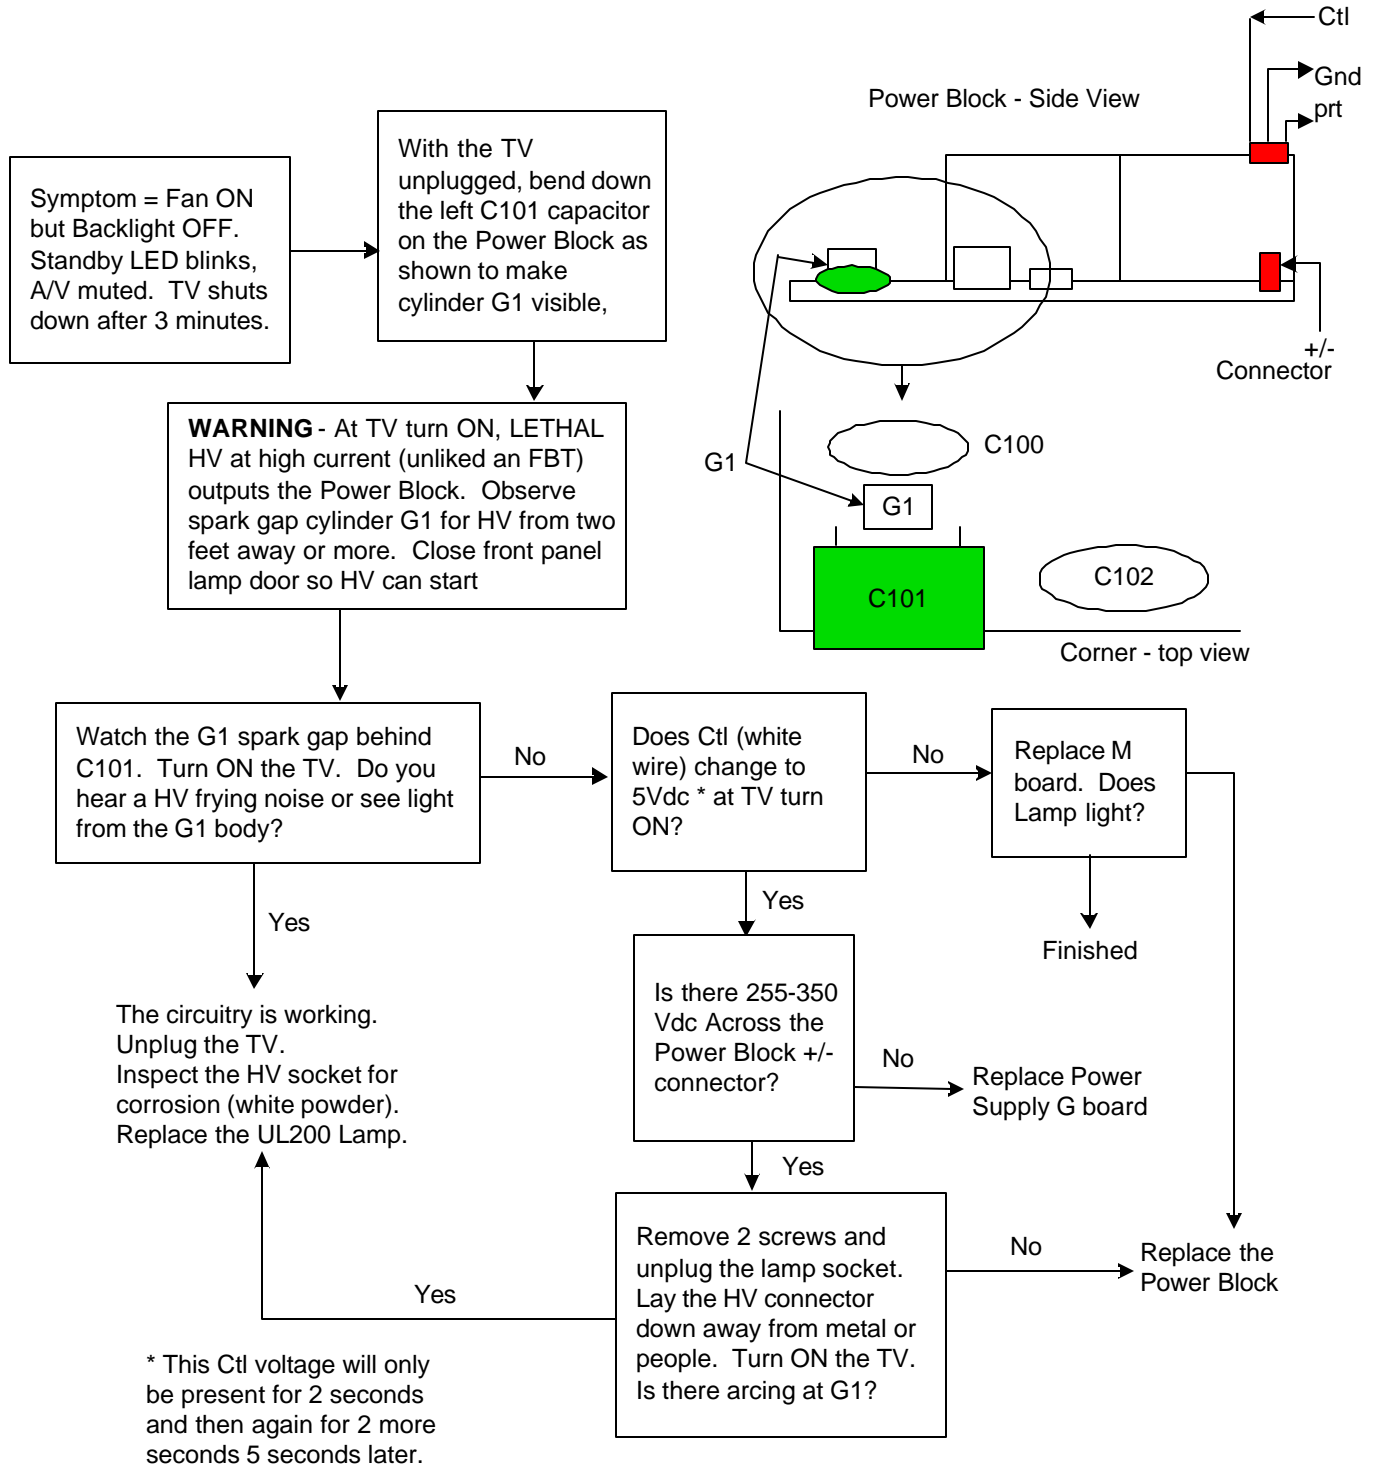 Ctl
Gnd
prt
Power Block - Side View
Symptom = Fan ON
but Backlight OFF.
Standby LED blinks,
A/V muted.  TV shuts
down after 3 minutes.
With the TV
unplugged, bend down
the left C101 capacitor
on the Power Block as
shown to make
cylinder G1 visible,
+/-
Connector
WARNING - At TV turn ON, LETHAL
HV at high current (unliked an FBT)
outputs the Power Block.  Observe
spark gap cylinder G1 for HV from two
feet away or more.  Close front panel
lamp door so HV can start
C100
G1
G1
C101
C102
Corner - top view
Watch the G1 spark gap behind
C101.  Turn ON the TV.  Do you
hear a HV frying noise or see light
from the G1 body?
No
Does Ctl (white
wire) change to
5Vdc * at TV turn
ON?
No
Replace M
board.  Does
Lamp light?
Yes
Yes
Finished
The circuitry is working.
Unplug the TV.
Inspect the HV socket for
corrosion (white powder).
Replace the UL200 Lamp.
Is there 255-350
Vdc Across the
Power Block +/-
connector?
No
Replace Power
Supply G board
Yes
Remove 2 screws and
unplug the lamp socket.
Lay the HV connector
down away from metal or
people.  Turn ON the TV.
Is there arcing at G1?
No
Replace the
Power Block
Yes
* This Ctl voltage will only
be present for 2 seconds
and then again for 2 more
seconds 5 seconds later.